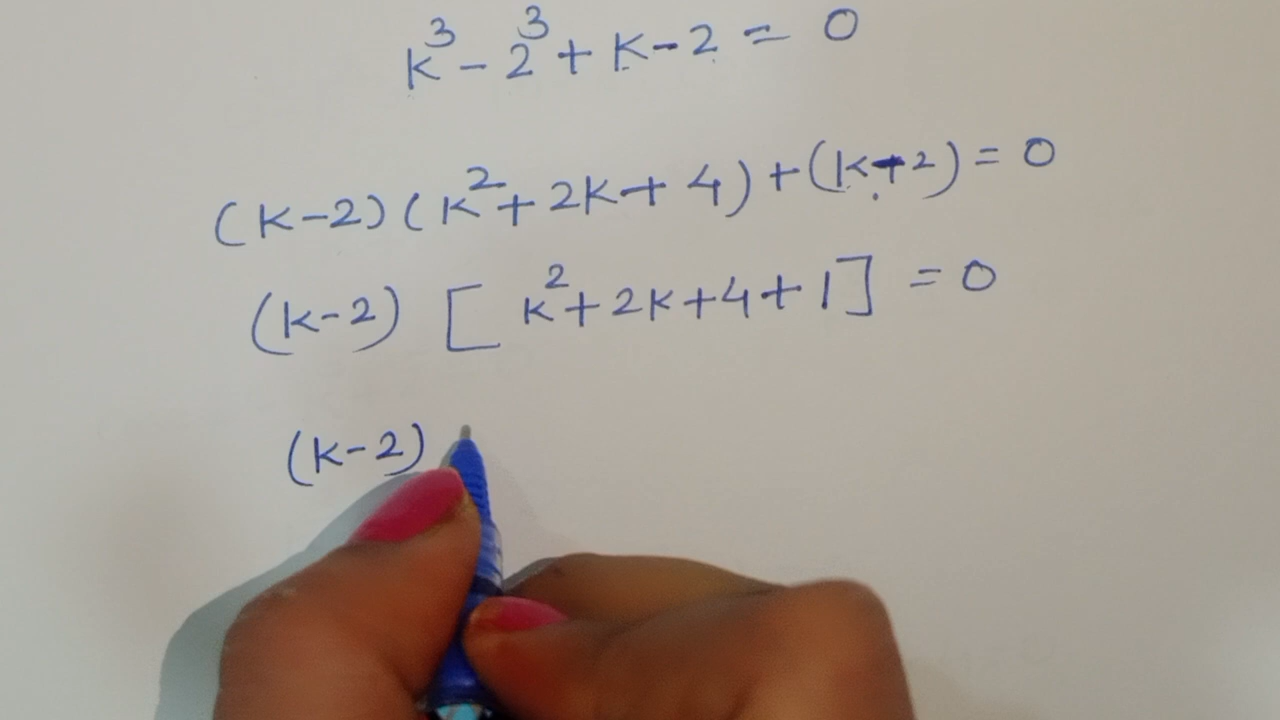 k³ - 2³ + k - 2 = 0
(k-2)(k² + 2k + 4) + (k-2) = 0
(k-2) [k² + 2k + 4 + 1] = 0
(k-2)